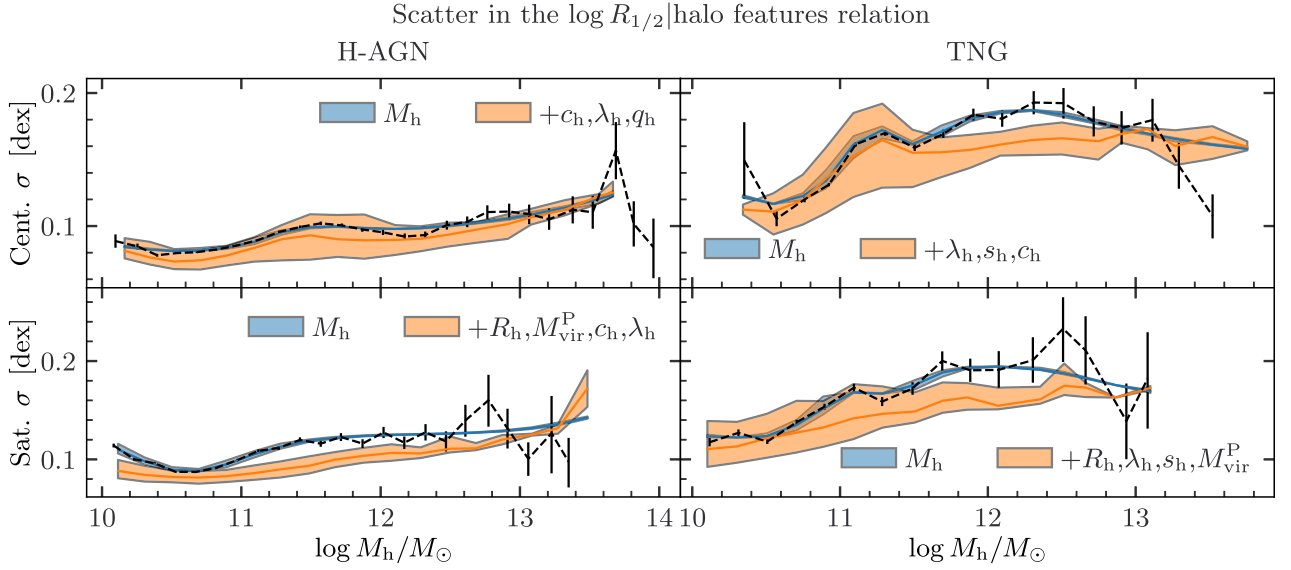 Scatter in the log R_{1/2}|halo features relation
H-AGN
TNG
Cent. σ [dex]
0.2
0.1
M_h
+c_h,λ_h,q_h
M_h
+λ_h,s_h,c_h
Sat. σ [dex]
0.2
0.1
M_h
+R_h,M_vir^P,c_h,λ_h
M_h
+R_h,λ_h,s_h,M_vir^P
10 11 12 13 14
10 11 12 13
log M_h/M_⊙
log M_h/M_⊙